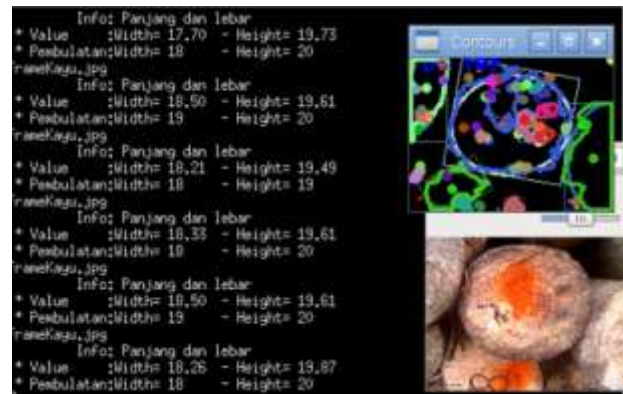 Info: Panjang dan lebar
* Value :Width= 17.70 - Height= 19.73
* Pembulatan:Width= 18 - Height= 20
rameKayu.jpg
Info: Panjang dan lebar
* Value :Width= 18.50 - Height= 19.61
* Pembulatan:Width= 19 - Height= 20
rameKayu.jpg
Info: Panjang dan lebar
* Value :Width= 18.21 - Height= 19.49
* Pembulatan:Width= 18 - Height= 19
rameKayu.jpg
Info: Panjang dan lebar
* Value :Width= 18.33 - Height= 19.61
* Pembulatan:Width= 18 - Height= 20
rameKayu.jpg
Info: Panjang dan lebar
* Value :Width= 18.50 - Height= 19.61
* Pembulatan:Width= 19 - Height= 20
rameKayu.jpg
Info: Panjang dan lebar
* Value :Width= 18.26 - Height= 19.87
* Pembulatan:Width= 18 - Height= 20
Contours